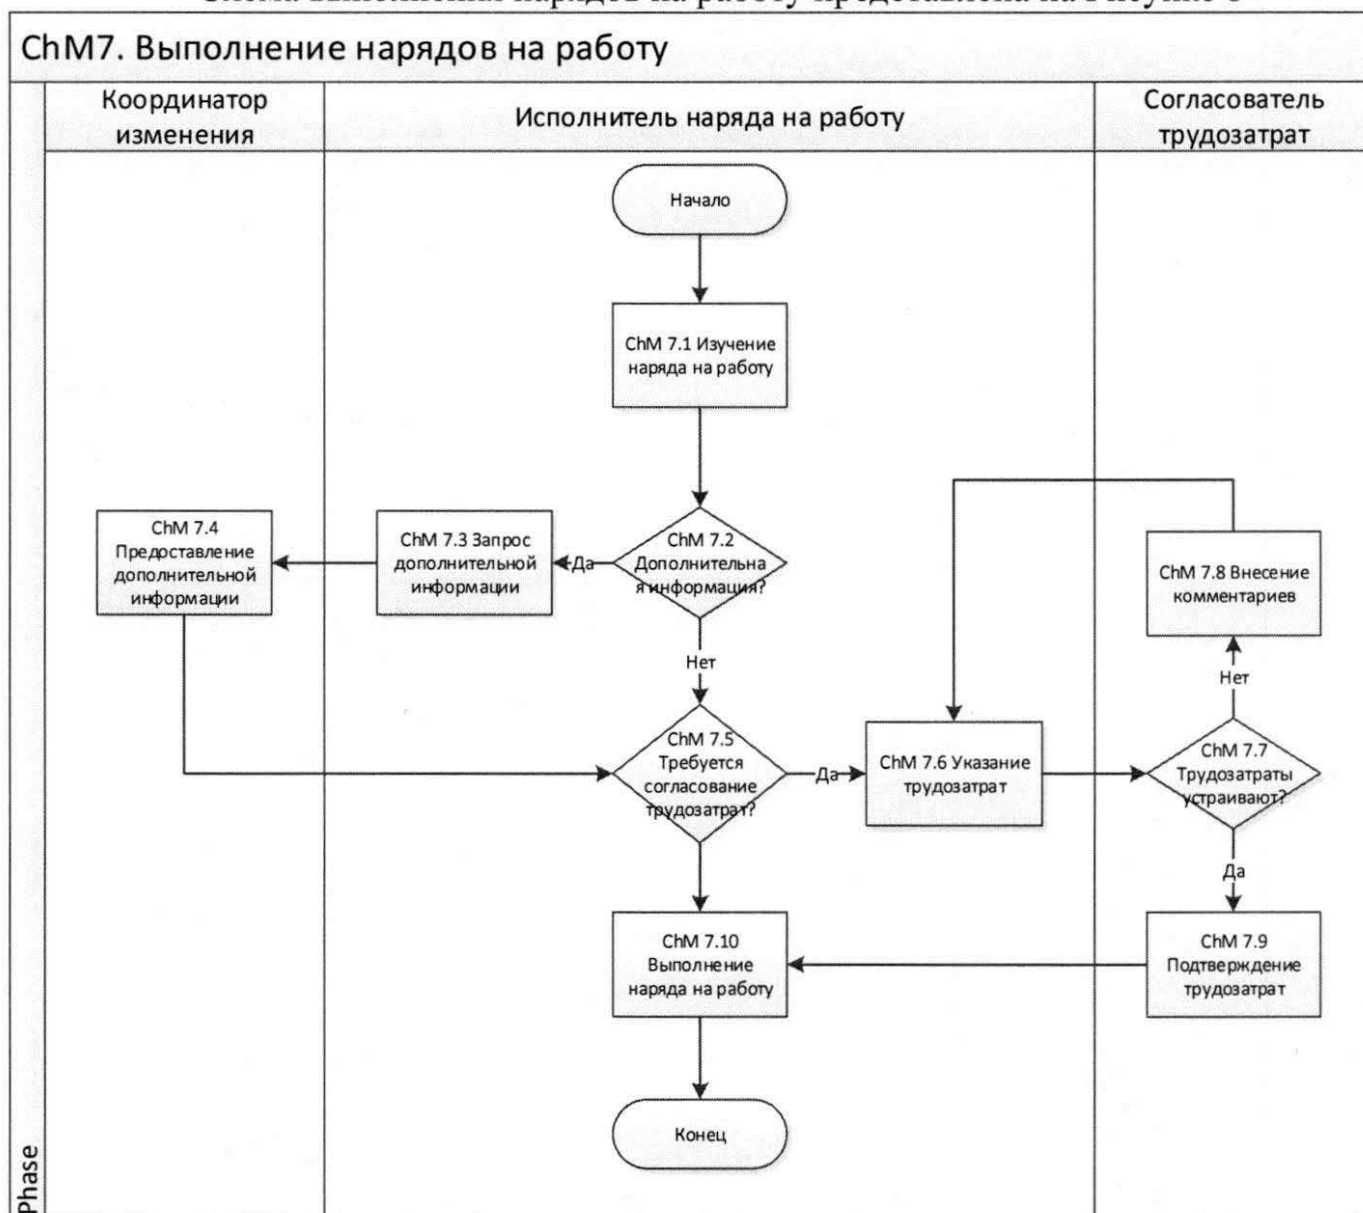 ChM7. Выполнение нарядов на работу
Координатор
изменения
Исполнитель наряда на работу
Согласователь
трудозатрат
Начало
ChM 7.1 Изучение
наряда на работу
ChM 7.4
Предоставление
дополнительной
информации
ChM 7.3 Запрос
дополнительной
информации
Да
ChM 7.2
Дополнительна
я информация?
ChM 7.8 Внесение
комментариев
Нет
Нет
ChM 7.5
Требуется
согласование
трудозатрат?
Да
ChM 7.6 Указание
трудозатрат
ChM 7.7
Трудозатраты
устраивают?
Да
ChM 7.10
Выполнение
наряда на работу
ChM 7.9
Подтверждение
трудозатрат
Конец
Phase